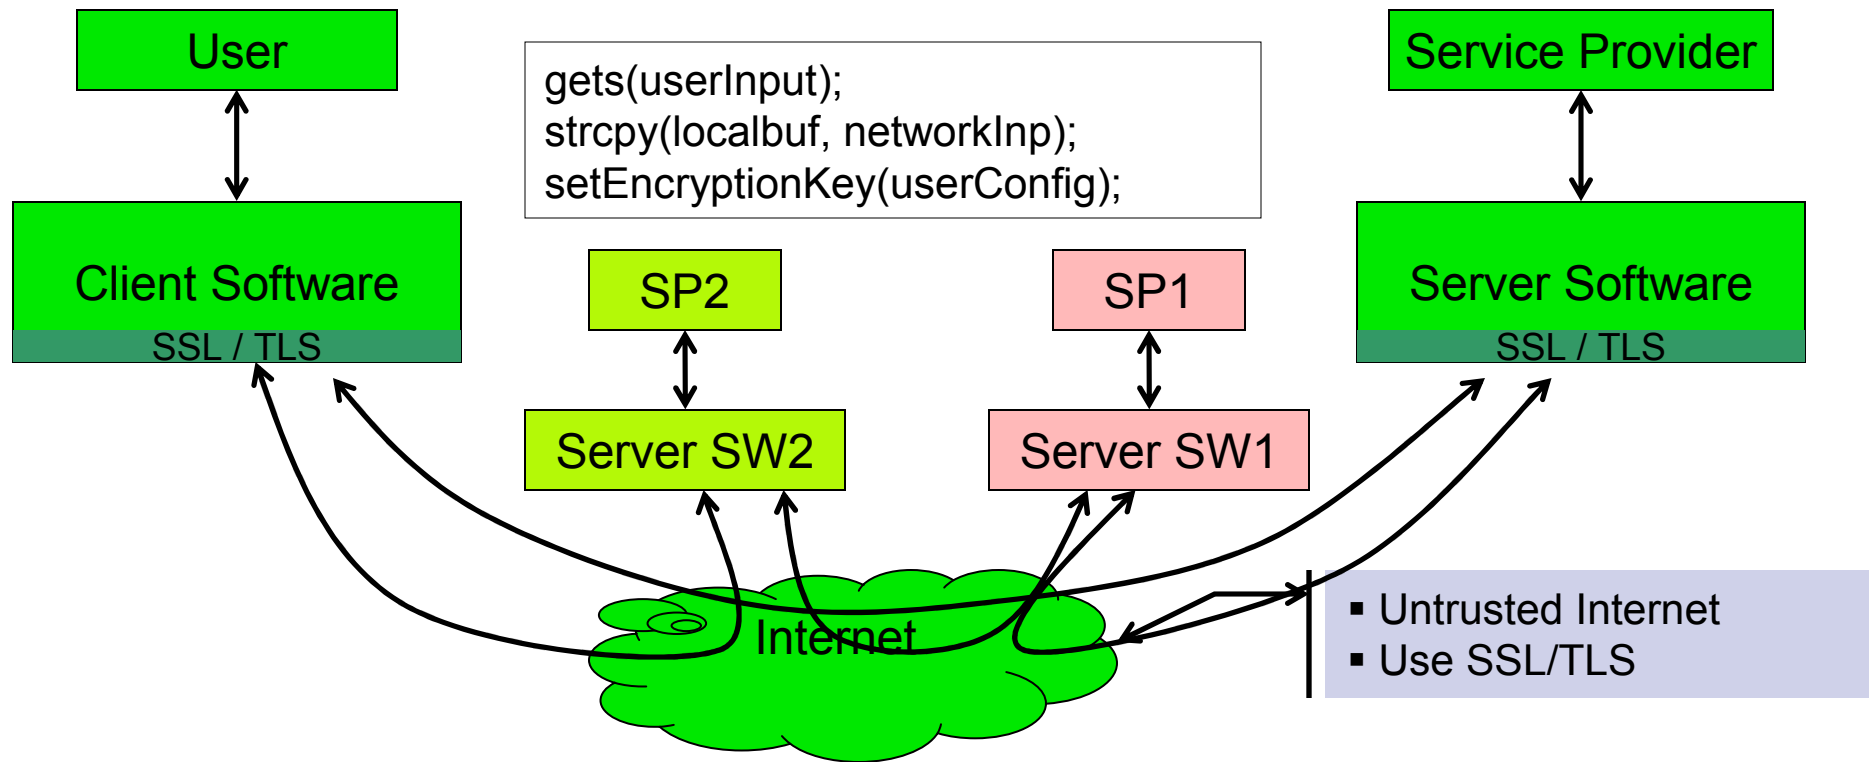 User
Service Provider
gets(userInput);
strcpy(localbuf, networkInp);
setEncryptionKey(userConfig);
Client Software
SSL / TLS
SP2
SP1
Server Software
SSL / TLS
Server SW2
Server SW1
Internet
▪ Untrusted Internet
▪ Use SSL/TLS